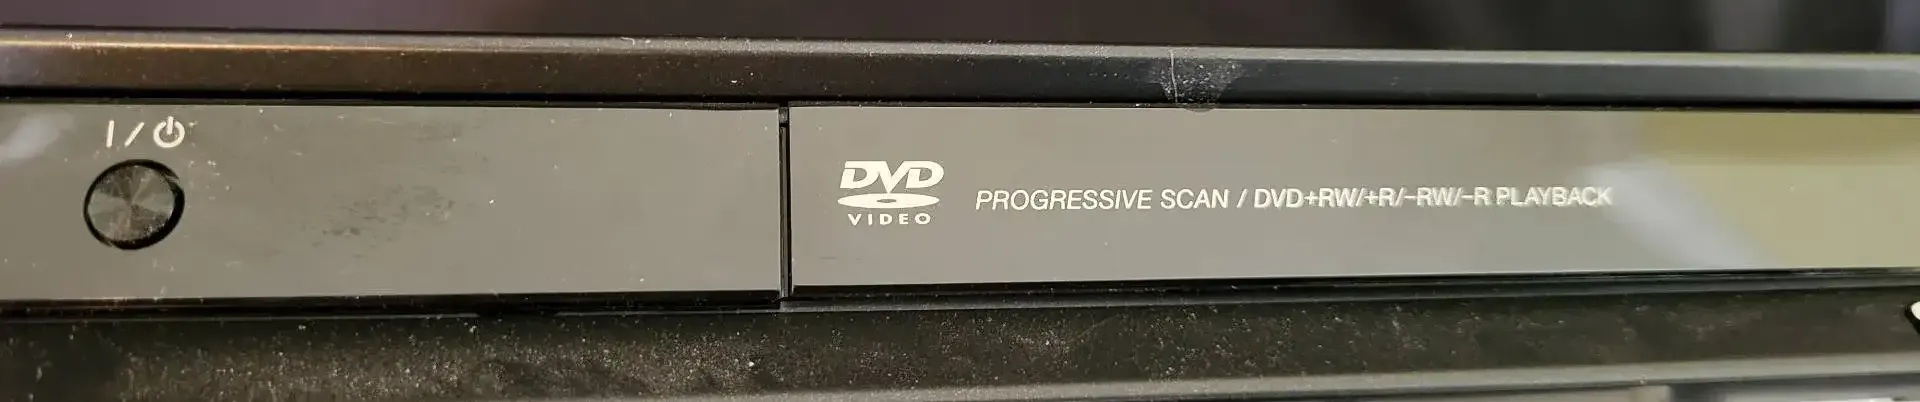 I/⏻
DVD
VIDEO
PROGRESSIVE SCAN / DVD+RW/+R/-RW/-R PLAYBACK